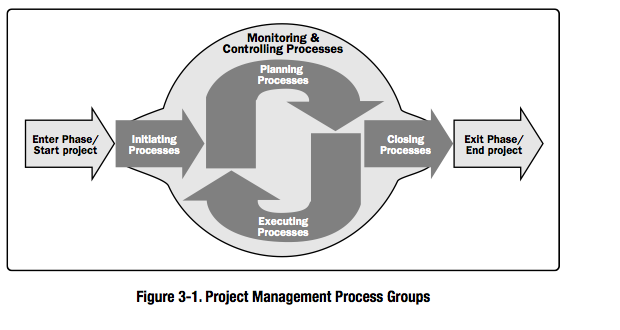 Monitoring &
Controlling Processes
Planning
Processes
Enter Phase/
Start project
Initiating
Processes
Closing
Processes
Exit Phase/
End project
Executing
Processes
Figure 3-1. Project Management Process Groups